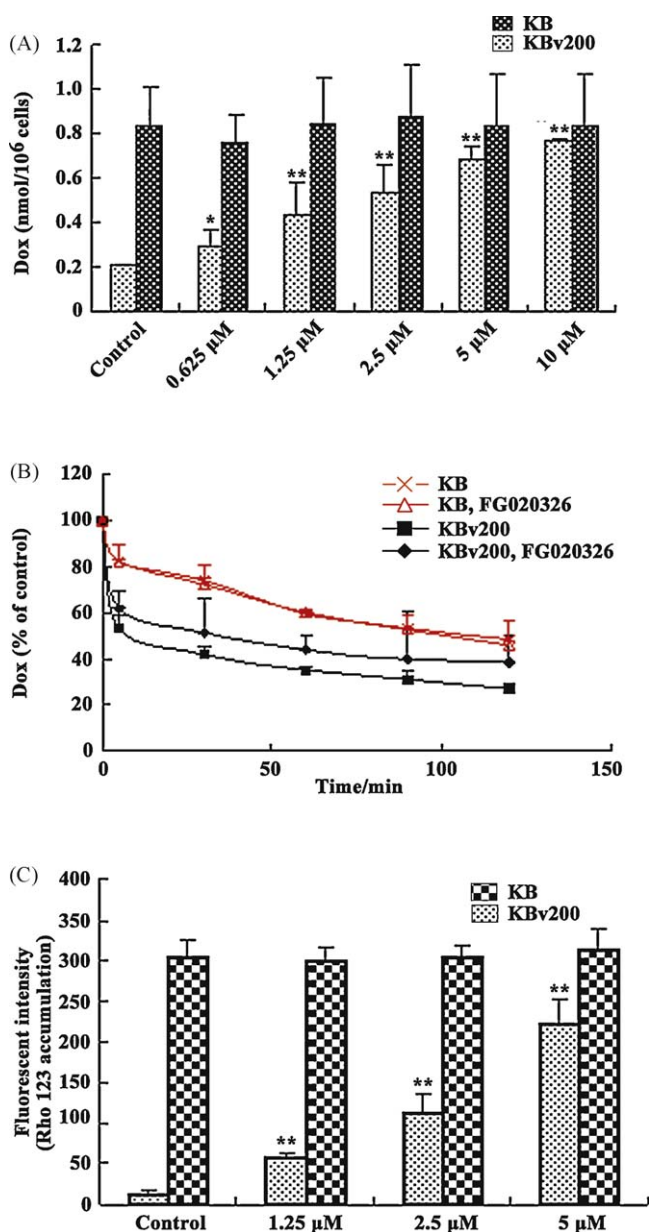 (A)
KB
KBv200
1.2
1.0
0.8
0.6
0.4
0.2
0
Dox (nmol/10⁶ cells)
*
**
**
**
**
Control
0.625 μM
1.25 μM
2.5 μM
5 μM
10 μM
(B)
120
100
80
60
40
20
0
Dox (% of control)
KB
KB, FG020326
KBv200
KBv200, FG020326
0
50
100
150
Time/min
(C)
400
350
300
250
200
150
100
50
0
Fluorescent intensity
(Rho 123 accumulation)
KB
KBv200
**
**
**
Control
1.25 μM
2.5 μM
5 μM